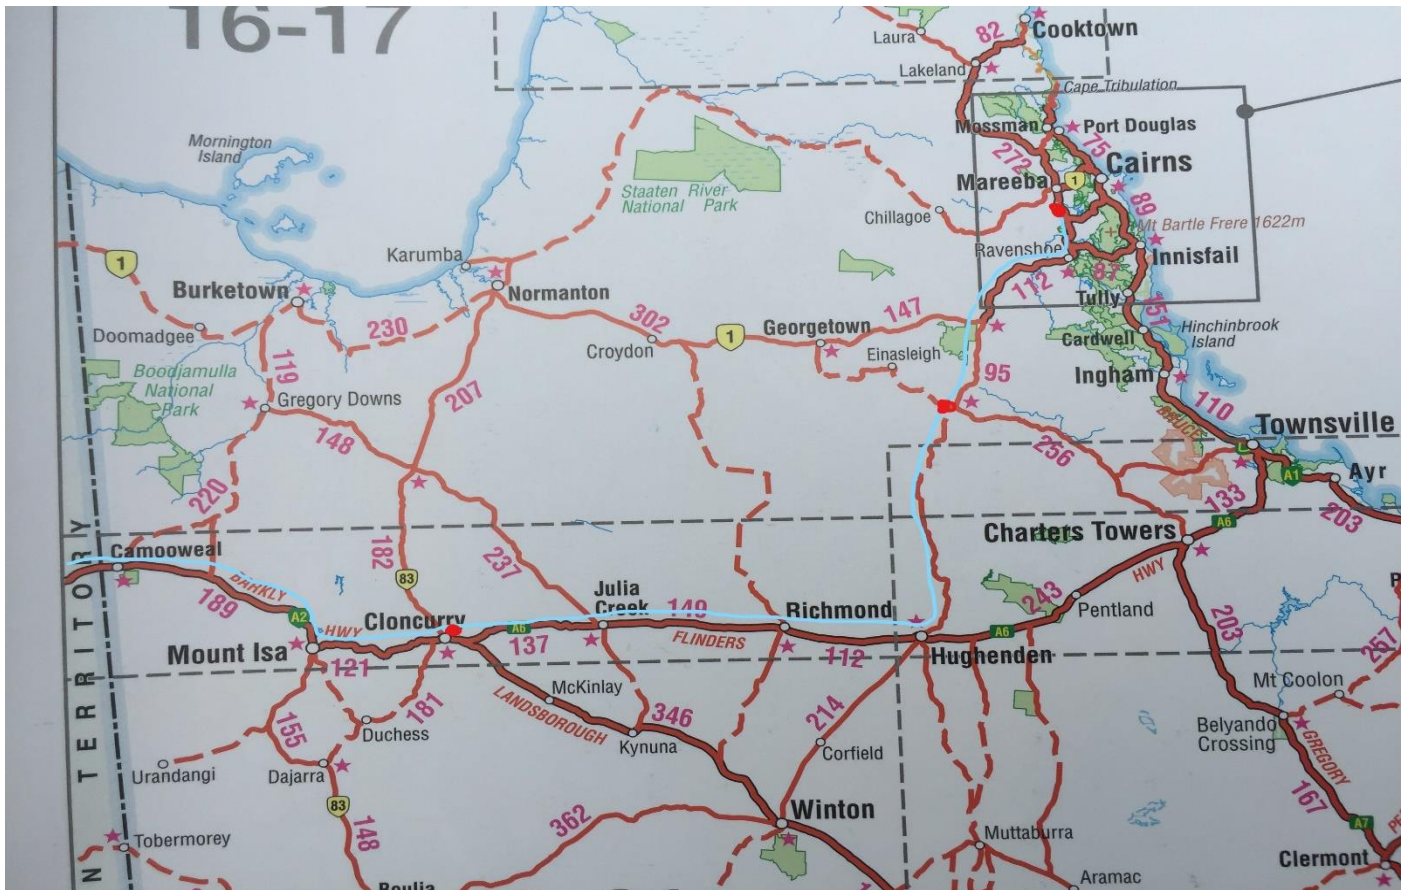 16-17
Laura
82
Cooktown
Lakeland
Cape Tribulation
Mossman
Port Douglas
Mornington
Island
272
75
Cairns
Mareeba
1
Staaten River
National Park
89
Chillagoe
Mt Bartle Frere 1622m
Karumba
Ravenshoe
Innisfail
1
Burketown
Normanton
112
87
Tully
151
Doomadgee
230
302
147
Georgetown
1
Hinchinbrook
Island
Croydon
Cardwell
Einasleigh
Boodjamulla
National
Park
119
Gregory Downs
207
95
Ingham
110
BRUCE
Townsville
148
256
A1
Ayr
220
133
203
Charters Towers
A6
Camooweal
182
237
HWY
BARKLY
83
Julia
Creek
149
Richmond
243
Pentland
189
A2
HWY
Cloncurry
A6
137
FLINDERS
A6
203
Mount Isa
121
112
Hughenden
257
McKinlay
181
LANDSBOROUGH
346
214
Mt Coolon
155
Duchess
Kynuna
Corfield
Belyando
Crossing
GREGORY
Urandangi
Dajarra
83
Winton
167
Tobermorey
148
362
Muttaburra
A7
Clermont
Aramac
Boulia
N TERRITORY